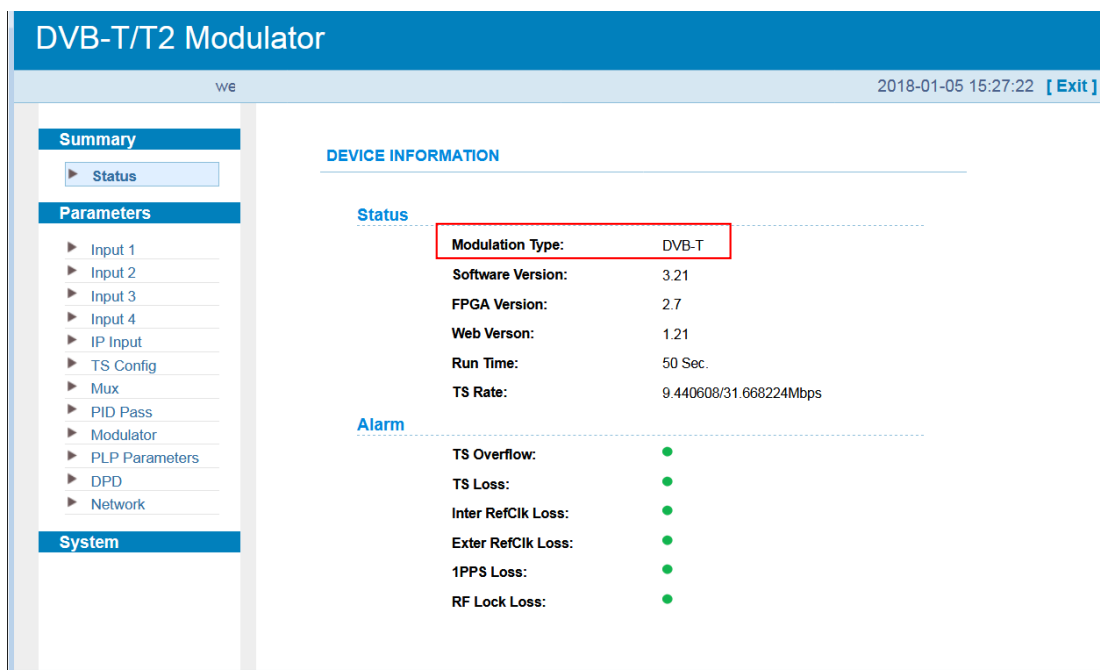 DVB-T/T2 Modulator
we
2018-01-05 15:27:22 [ Exit ]
Summary
Status
Parameters
Input 1
Input 2
Input 3
Input 4
IP Input
TS Config
Mux
PID Pass
Modulator
PLP Parameters
DPD
Network
System
DEVICE INFORMATION
Status
Modulation Type: DVB-T
Software Version: 3.21
FPGA Version: 2.7
Web Verson: 1.21
Run Time: 50 Sec.
TS Rate: 9.440608/31.668224Mbps
Alarm
TS Overflow:
TS Loss:
Inter RefClk Loss:
Exter RefClk Loss:
1PPS Loss:
RF Lock Loss: